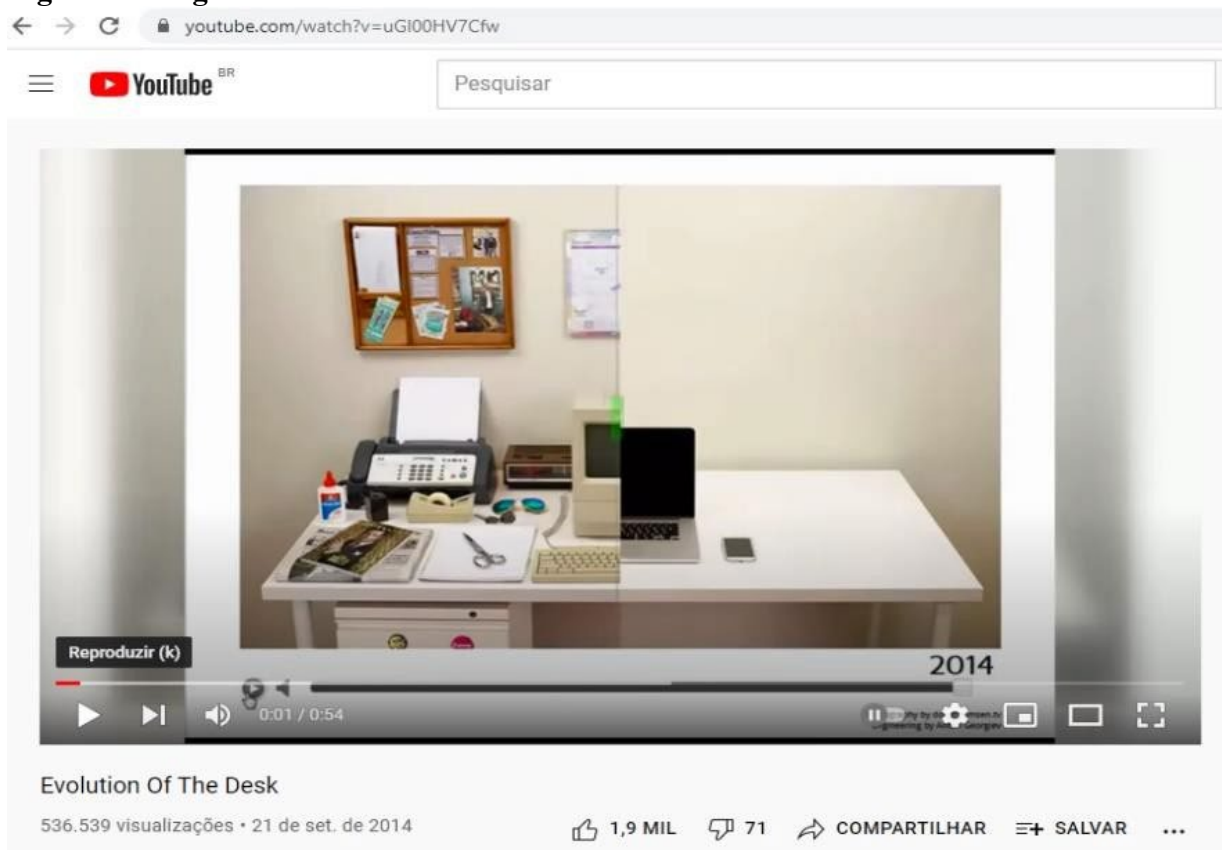 youtube.com/watch?v=uGI00HV7Cfw
YouTube BR
Pesquisar
2014
Reproduzir (k)
0:01 / 0:54
Evolution Of The Desk
536.539 visualizações • 21 de set. de 2014
1,9 MIL 71 COMPARTILHAR SALVAR ...